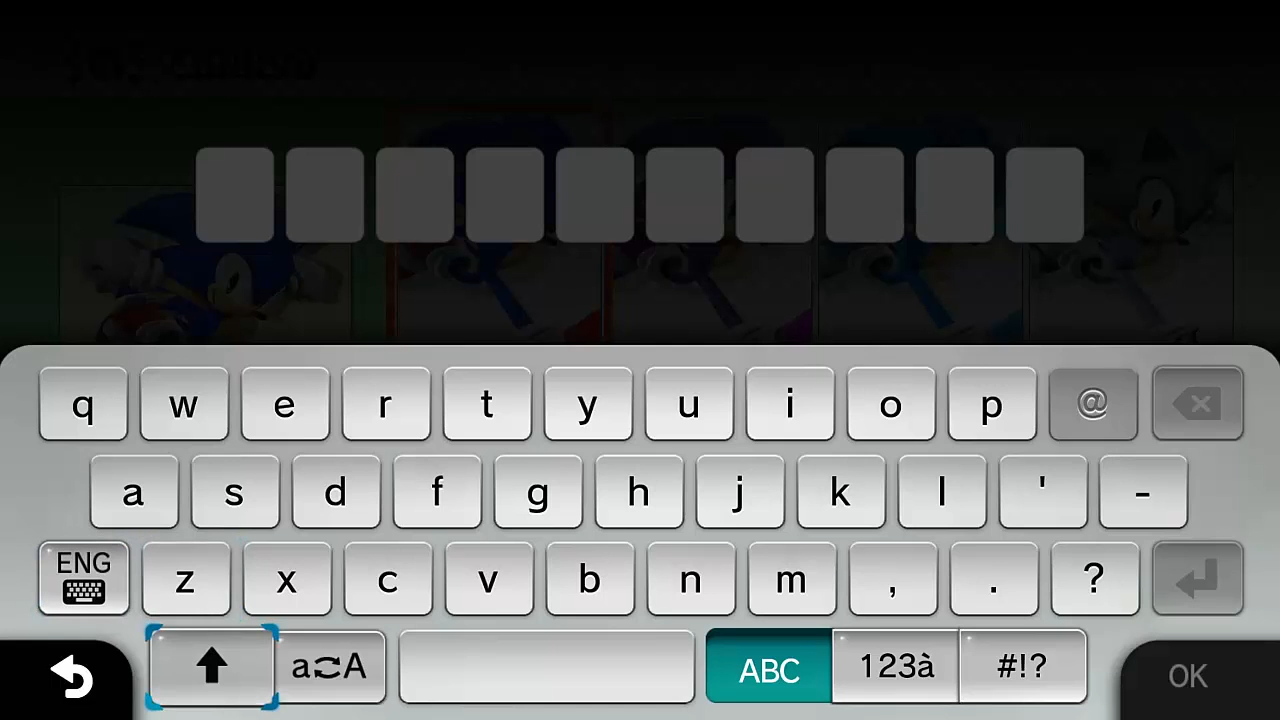 q w e r t y u i o p @
a s d f g h j k l ' -
ENG z x c v b n m , . ?
a A ABC 123à #!? OK